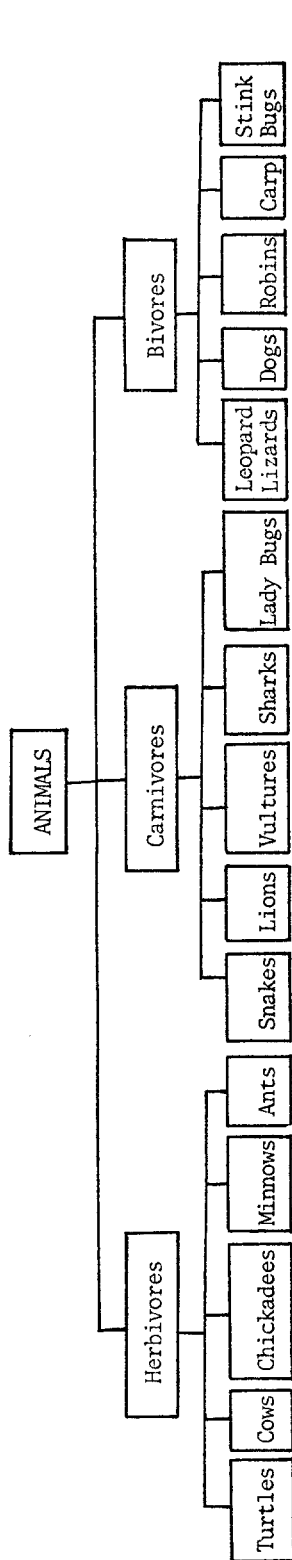 ANIMALS
Herbivores
Carnivores
Bivores
Turtles
Cows
Chickadees
Minnows
Ants
Snakes
Lions
Vultures
Sharks
Lady Bugs
Leopard
Lizards
Dogs
Robins
Carp
Stink
Bugs